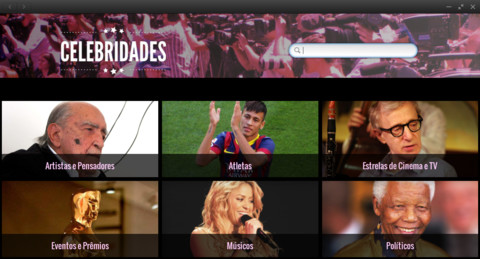 CELEBRIDADES
Artistas e Pensadores
Atletas
Estrelas de Cinema e TV
Eventos e Prêmios
Músicos
Políticos